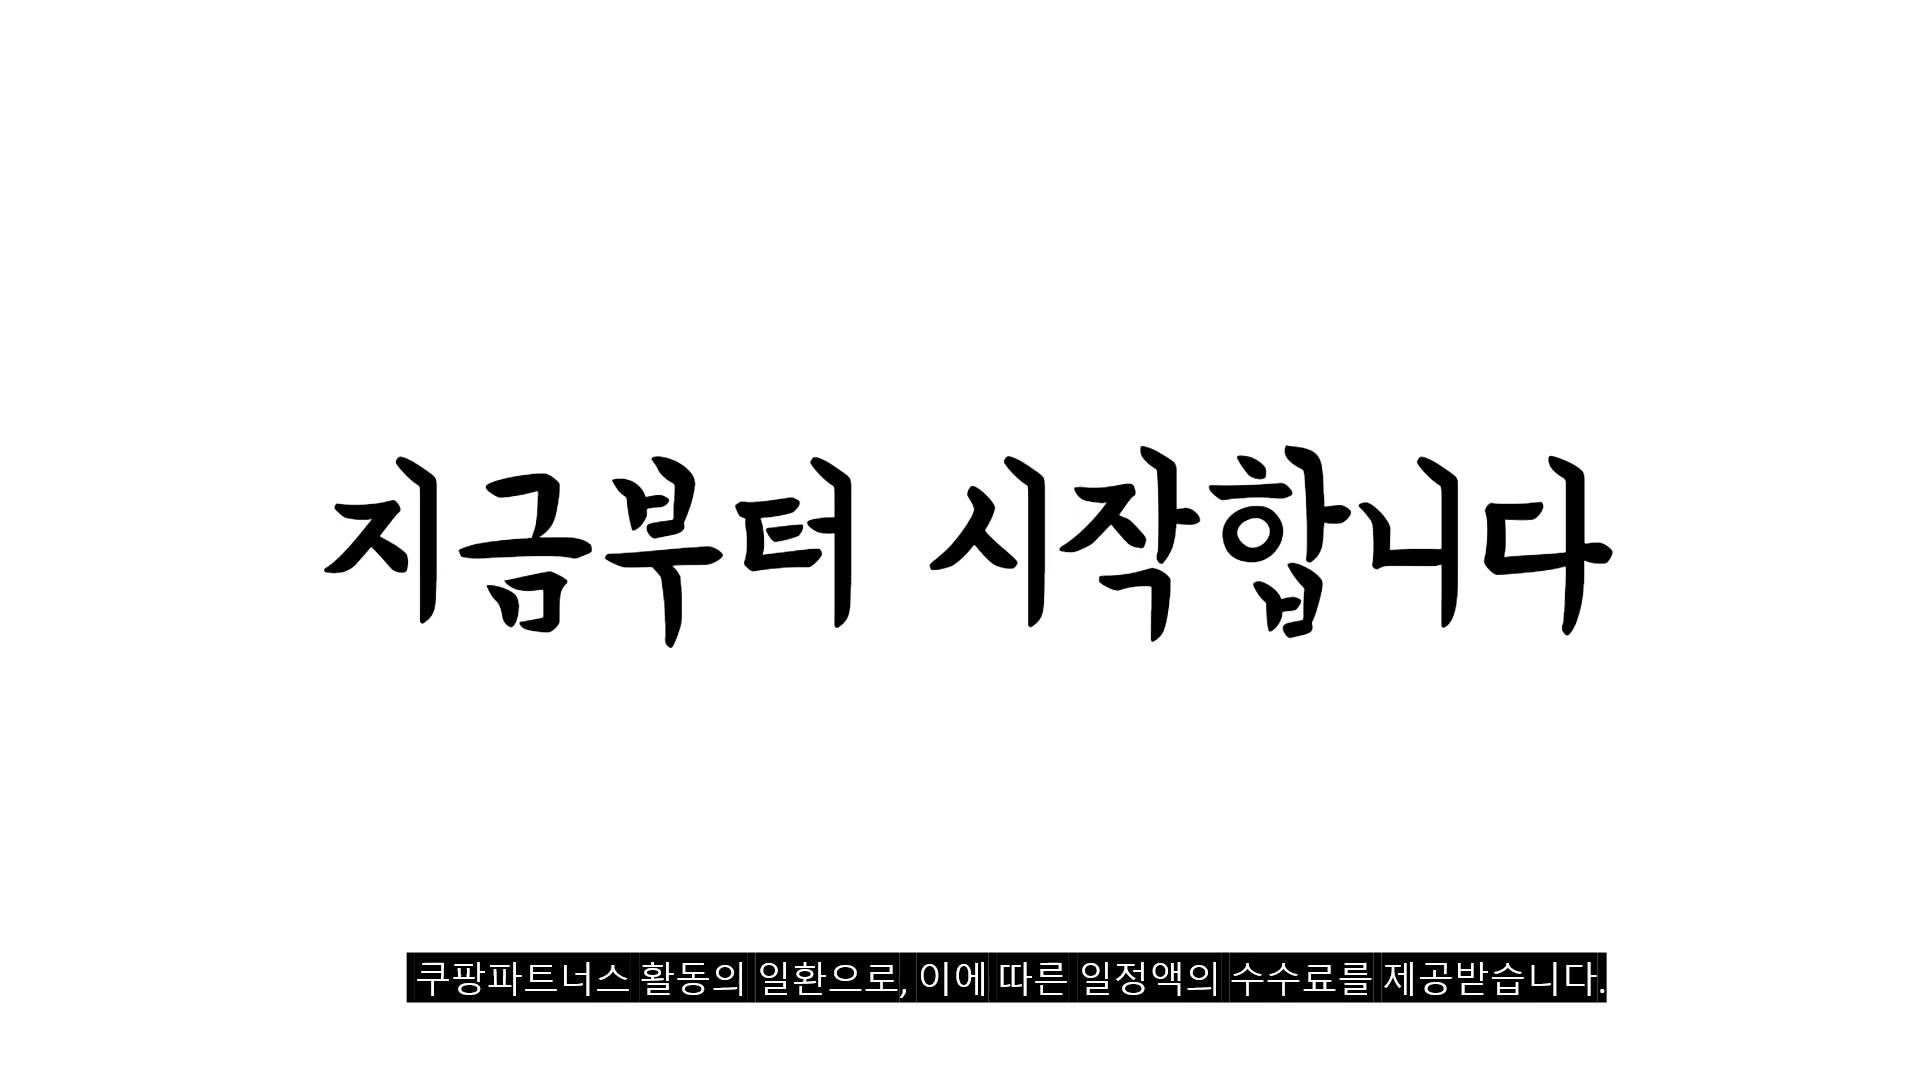 지금부터 시작합니다
쿠팡파트너스 활동의 일환으로, 이에 따른 일정액의 수수료를 제공받습니다.